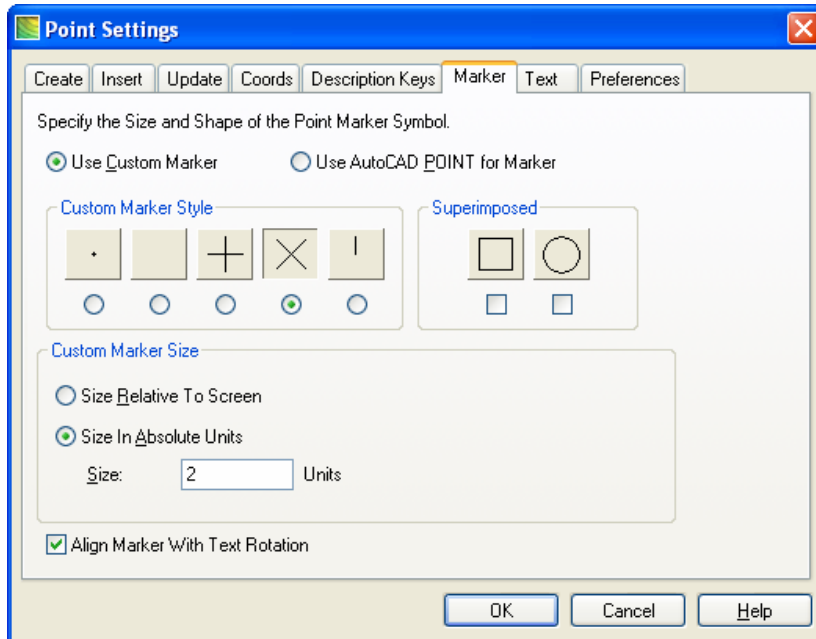 Point Settings
Create Insert Update Coords Description Keys Marker Text Preferences
Specify the Size and Shape of the Point Marker Symbol.
Use Custom Marker Use AutoCAD POINT for Marker
Custom Marker Style Superimposed
Custom Marker Size
Size Relative To Screen
Size In Absolute Units
Size: 2 Units
Align Marker With Text Rotation
OK Cancel Help